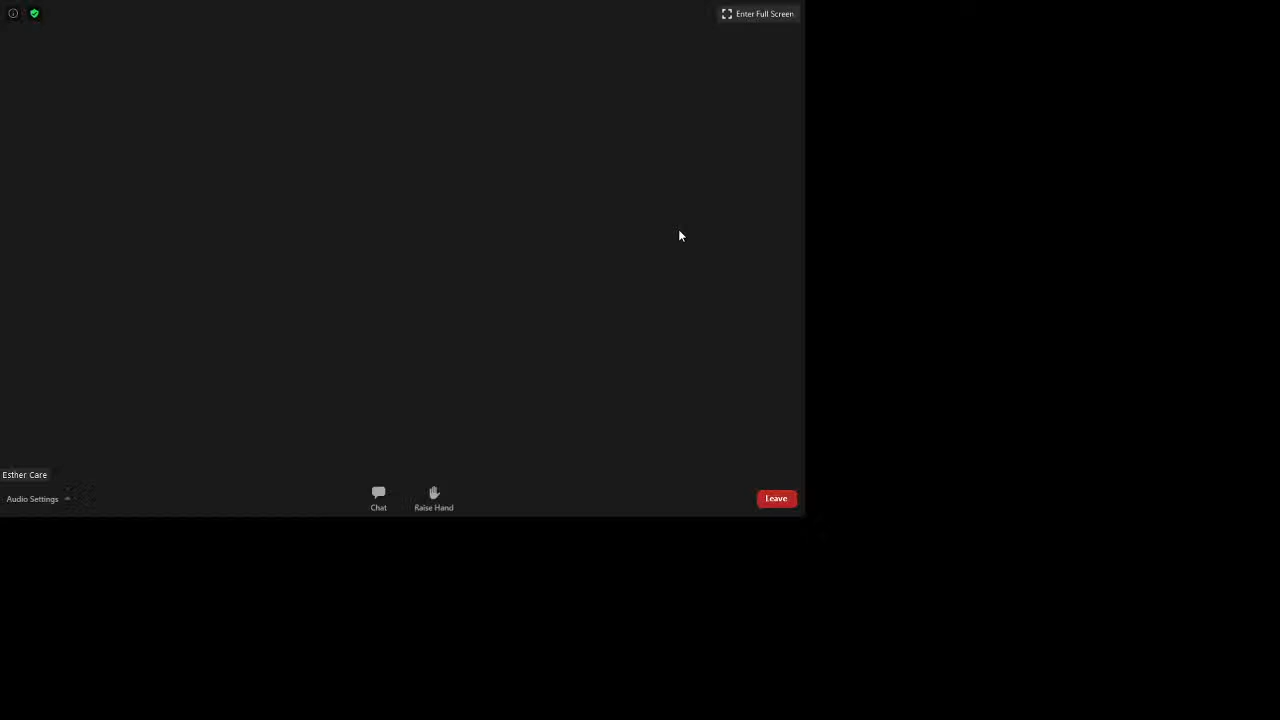 Enter Full Screen
Esther Care
Audio Settings
Chat
Raise Hand
Leave